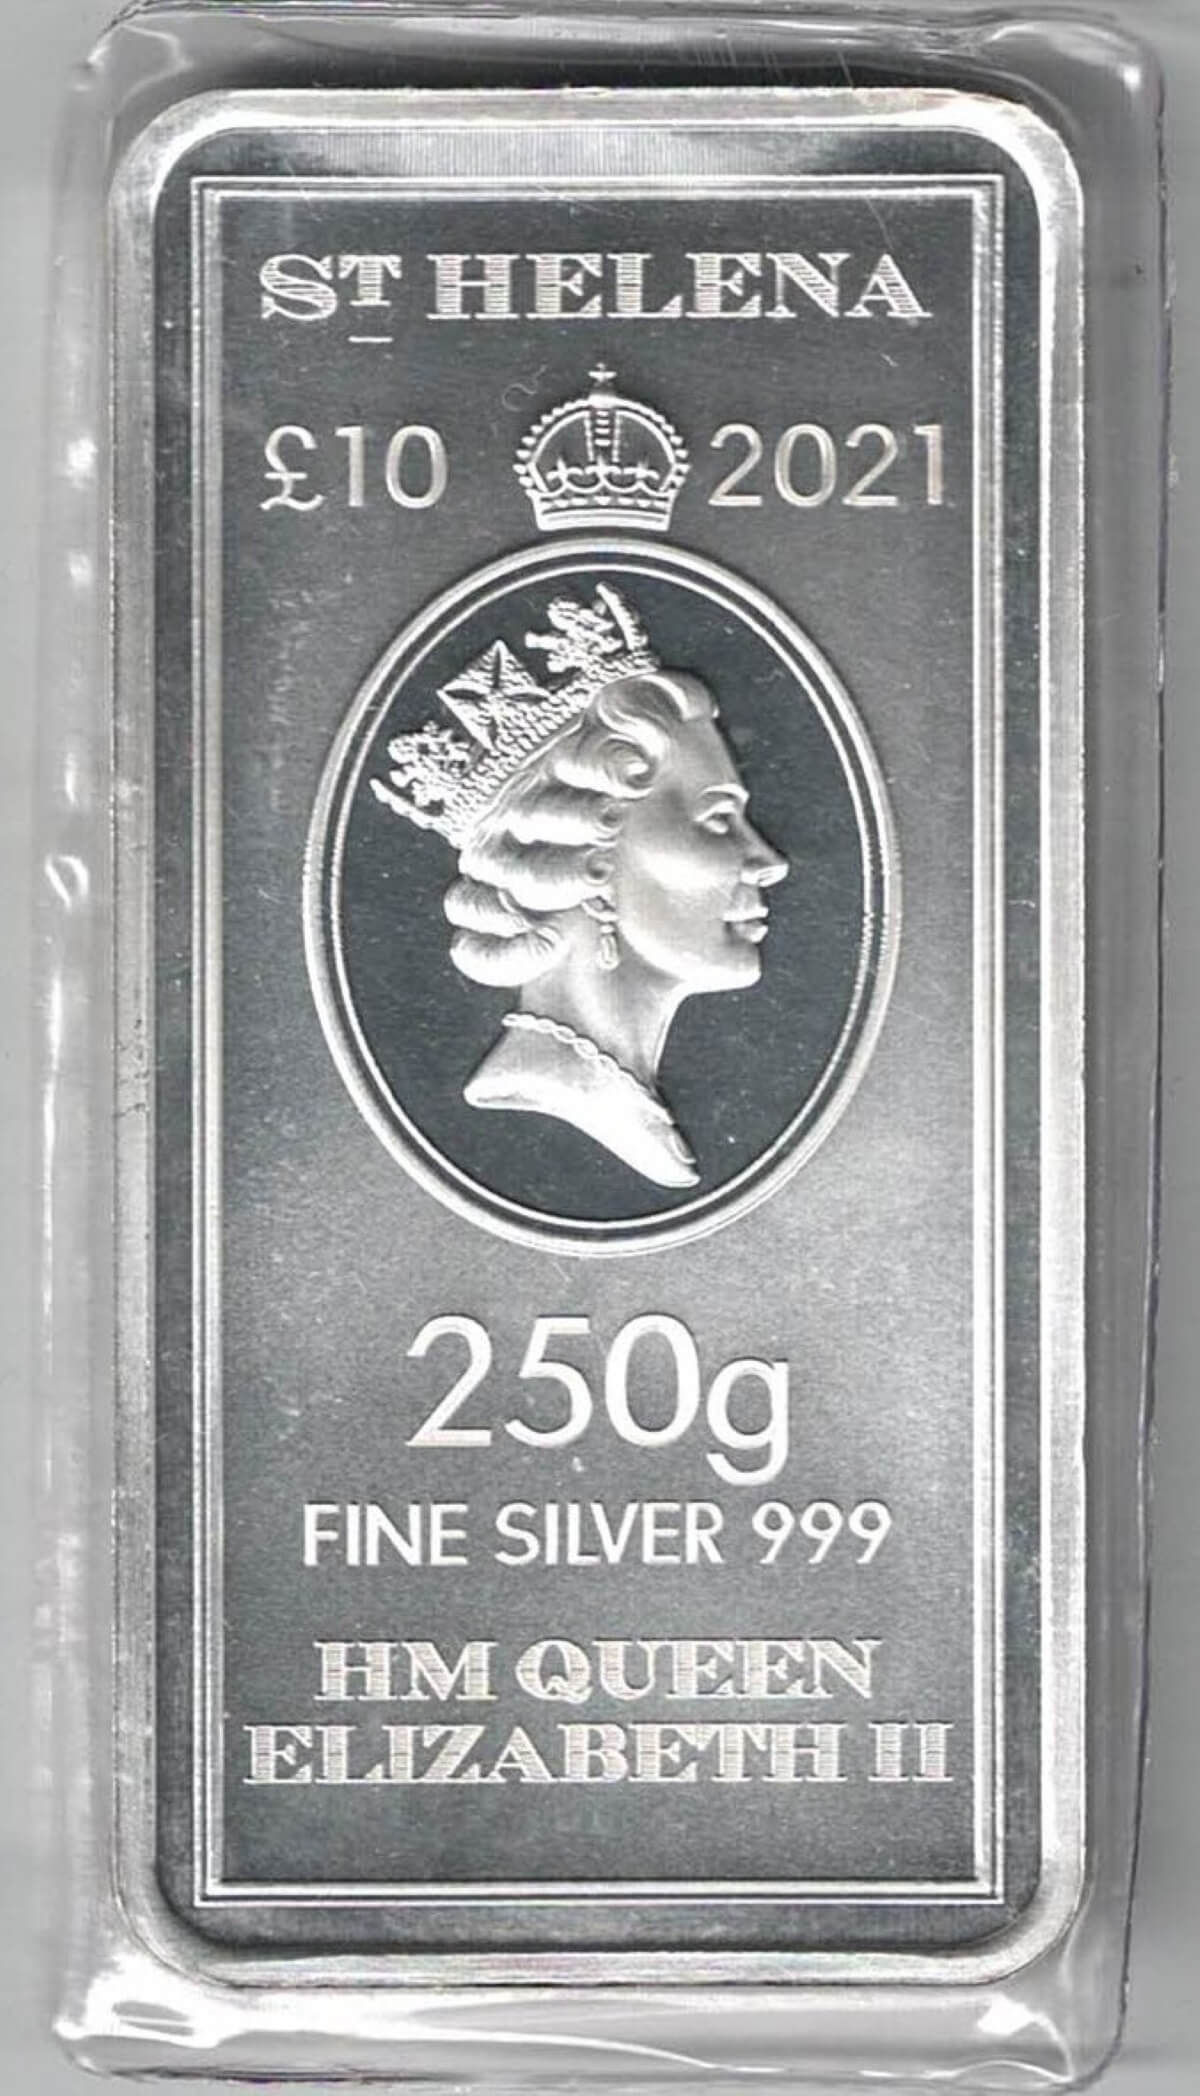 ST HELENA
£10 2021
250g
FINE SILVER 999
HM QUEEN
ELIZABETH II